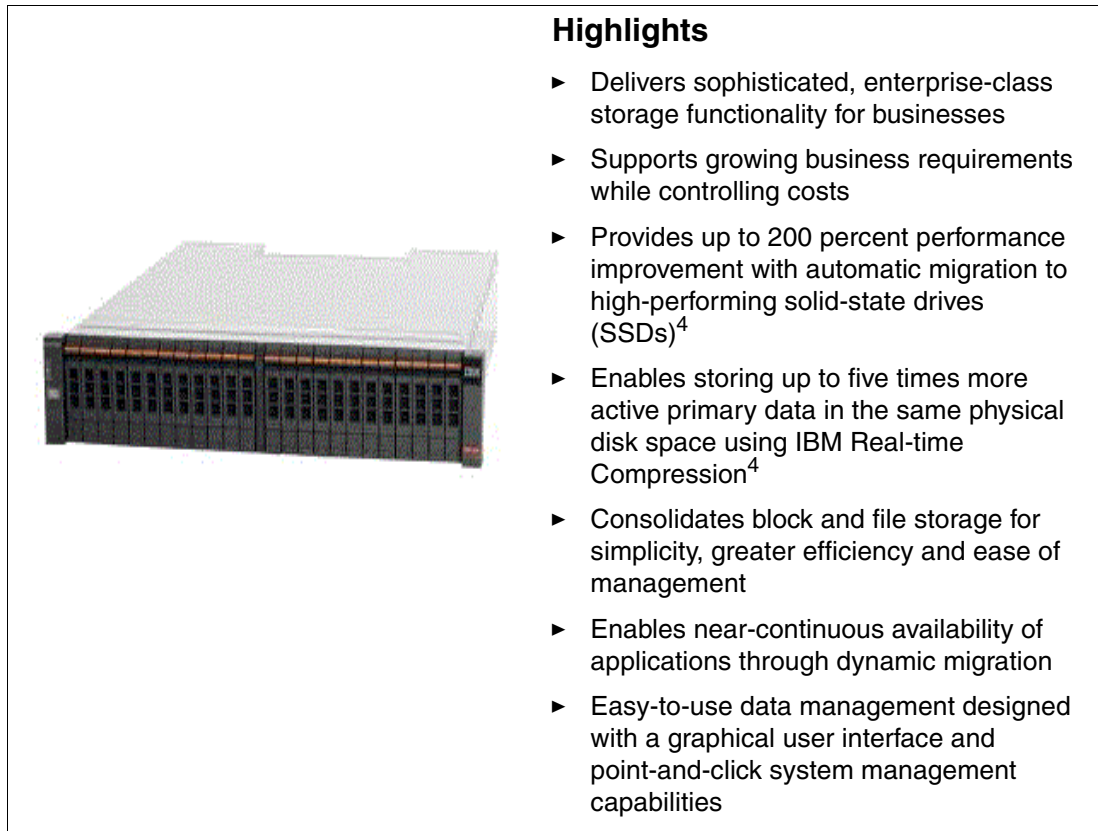 Highlights
► Delivers sophisticated, enterprise-class
storage functionality for businesses
► Supports growing business requirements
while controlling costs
► Provides up to 200 percent performance
improvement with automatic migration to
high-performing solid-state drives
(SSDs)4
► Enables storing up to five times more
active primary data in the same physical
disk space using IBM Real-time
Compression4
► Consolidates block and file storage for
simplicity, greater efficiency and ease of
management
► Enables near-continuous availability of
applications through dynamic migration
► Easy-to-use data management designed
with a graphical user interface and
point-and-click system management
capabilities